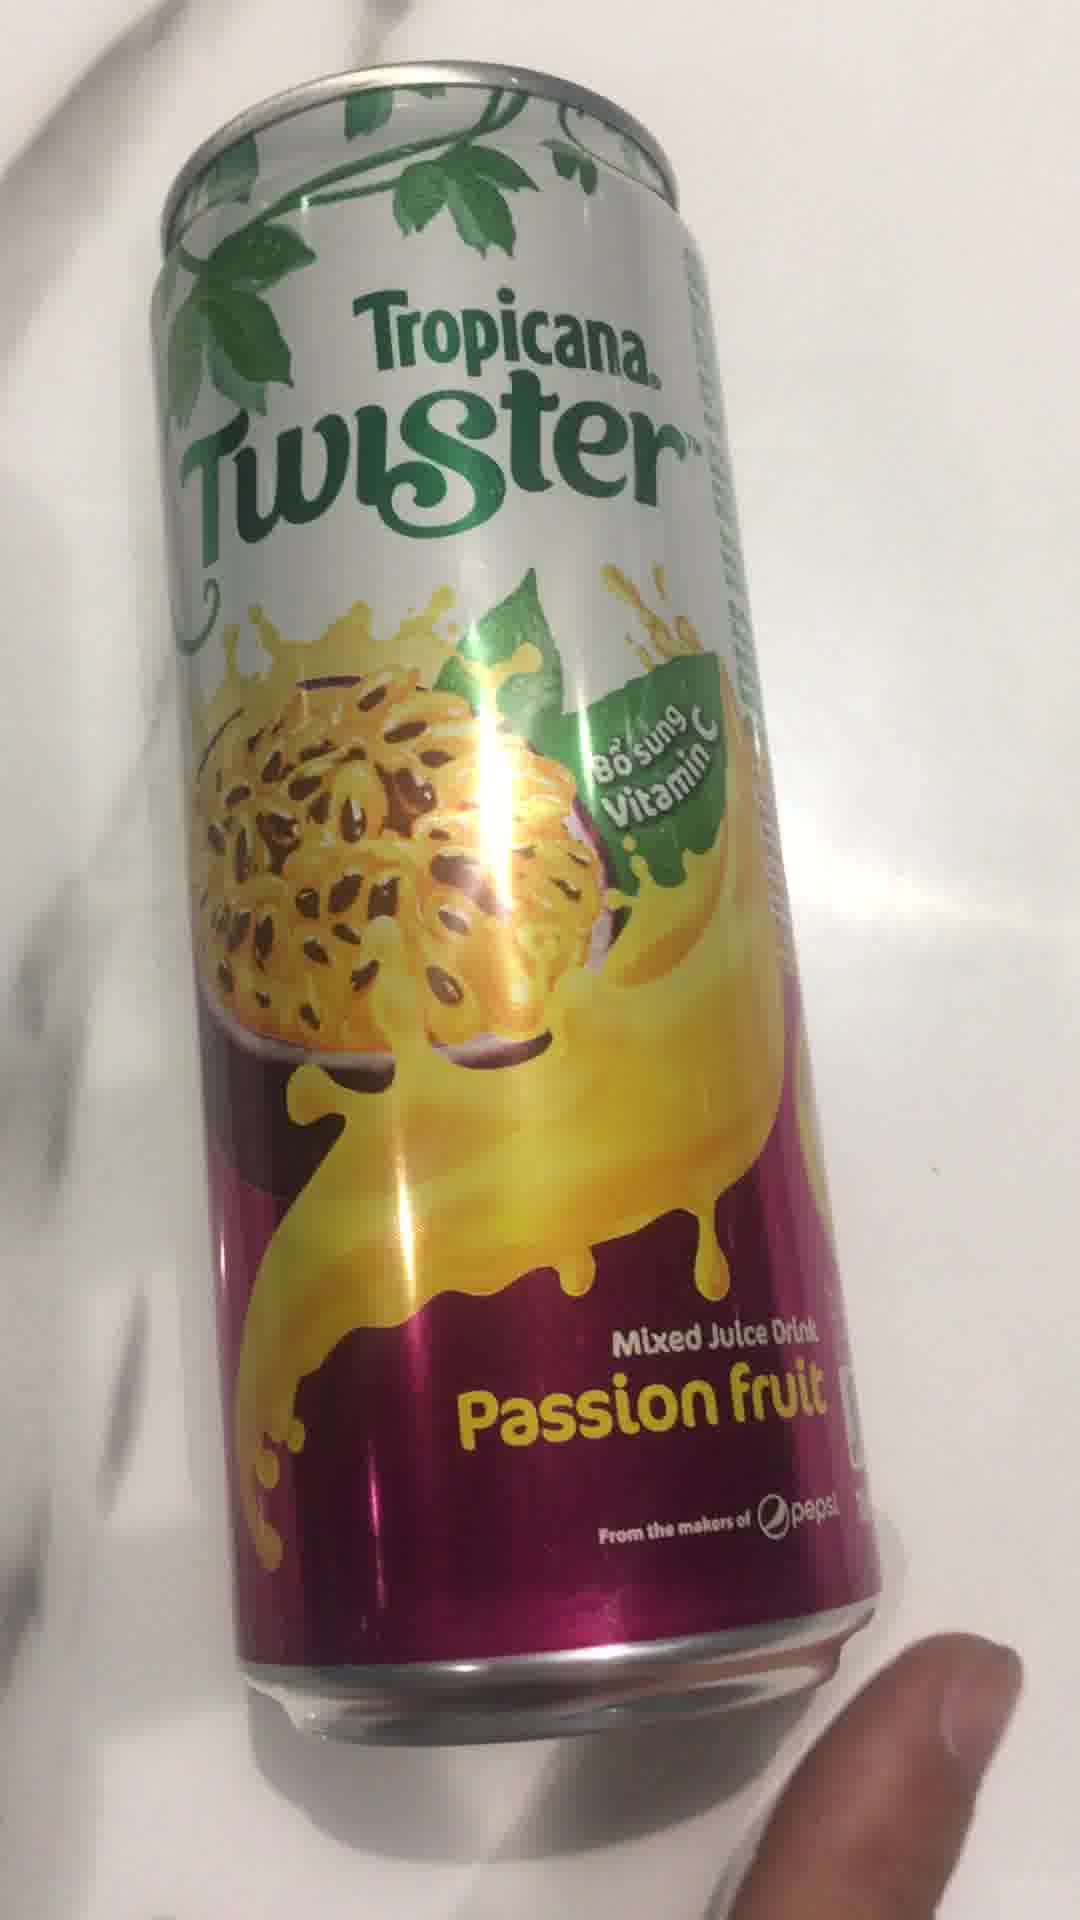 Tropicana
Twister™
Bổ sung
Vitamin C
Mixed Juice Drink
Passion fruit
From the makers of pepsi